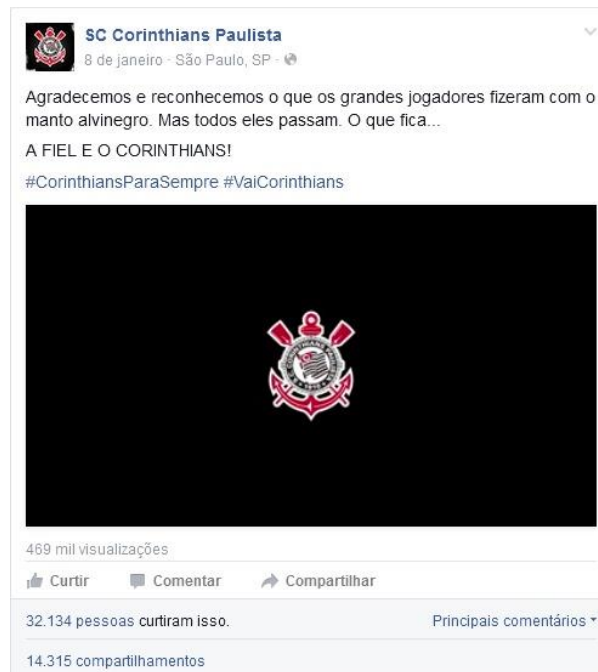 SC Corinthians Paulista
8 de janeiro · São Paulo, SP ·
Agradecemos e reconhecemos o que os grandes jogadores fizeram com o
manto alvinegro. Mas todos eles passam. O que fica...
A FIEL E O CORINTHIANS!
#CorinthiansParaSempre #VaiCorinthians
469 mil visualizações
Curtir Comentar Compartilhar
32.134 pessoas curtiram isso. Principais comentários
14.315 compartilhamentos